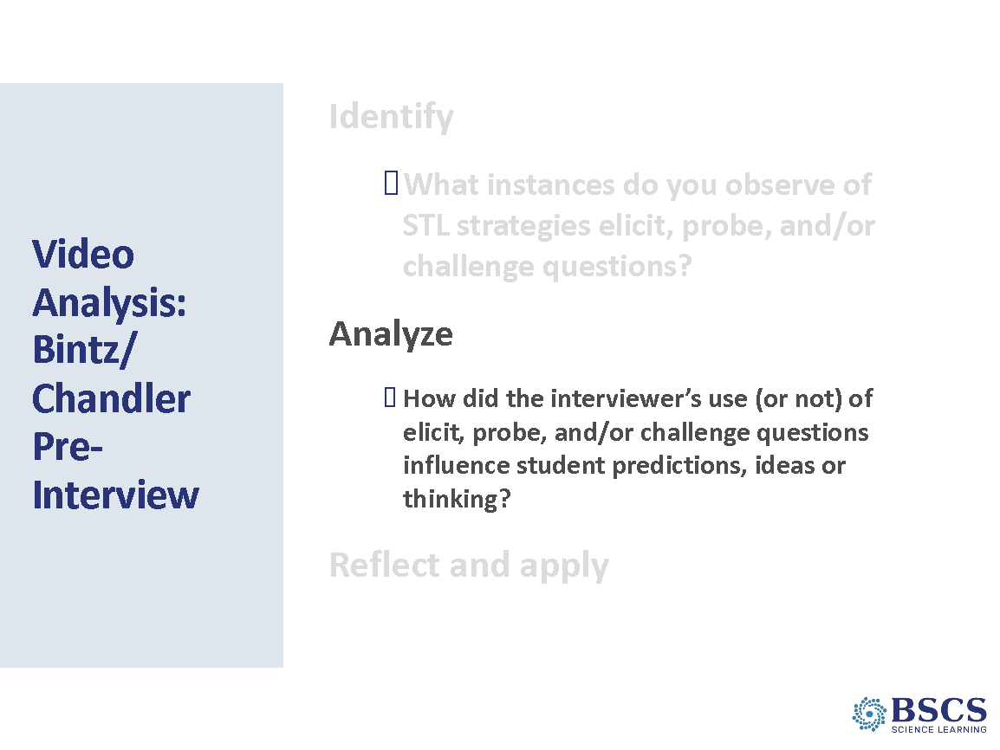 Video
Analysis:
Bintz/
Chandler
Pre-
Interview
Identify
What instances do you observe of
STL strategies elicit, probe, and/or
challenge questions?
Analyze
How did the interviewer’s use (or not) of
elicit, probe, and/or challenge questions
influence student predictions, ideas or
thinking?
Reflect and apply
BSCS
SCIENCE LEARNING